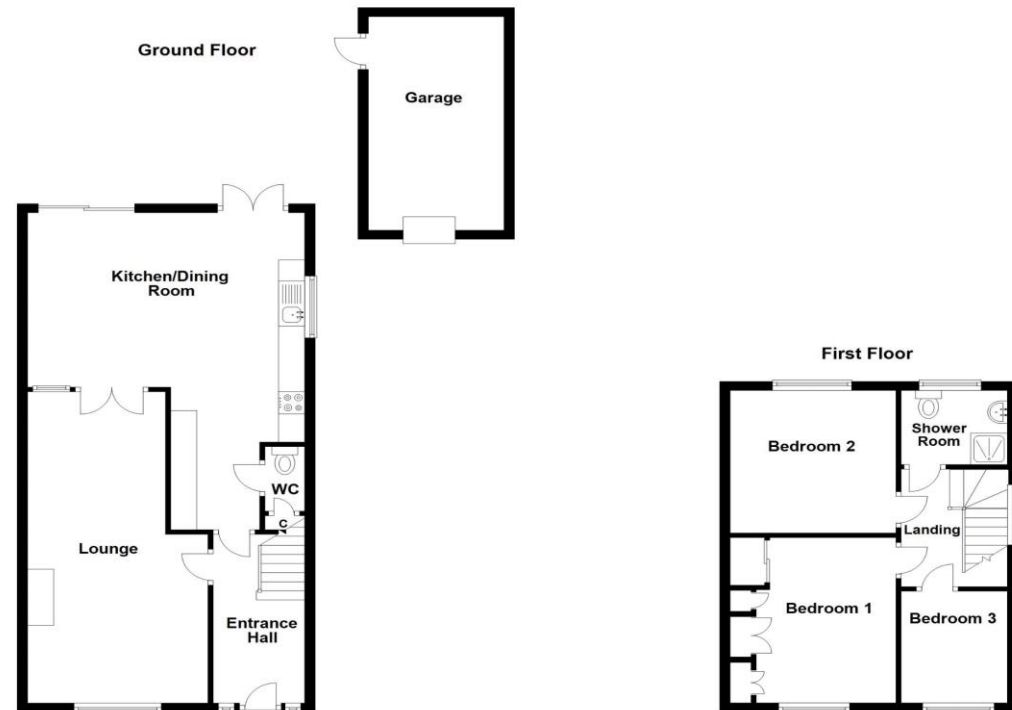 Ground Floor
Garage
Kitchen/Dining
Room
WC
C
Lounge
Entrance
Hall
First Floor
Shower
Room
Bedroom 2
Landing
Bedroom 1
Bedroom 3